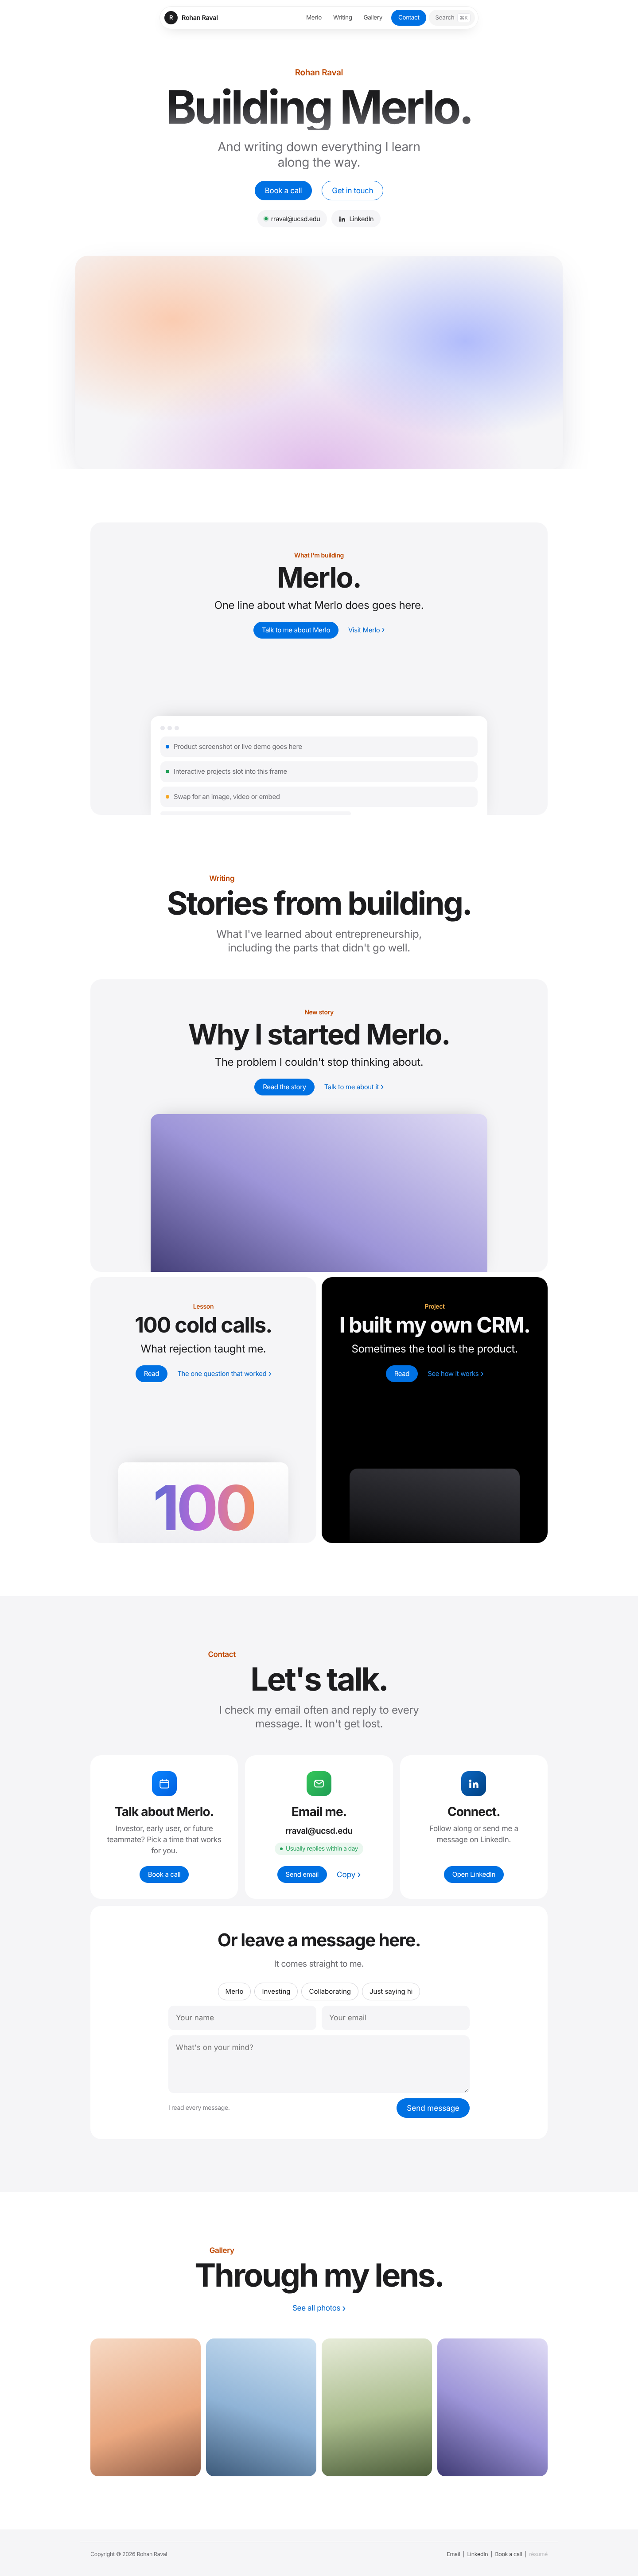 R Rohan Raval Merlo Writing Gallery Contact Search ⌘K
Rohan Raval
Building Merlo.
And writing down everything I learn
along the way.
Book a call Get in touch
rraval@ucsd.edu in LinkedIn
What I'm building
Merlo.
One line about what Merlo does goes here.
Talk to me about Merlo Visit Merlo ›
Product screenshot or live demo goes here
Interactive projects slot into this frame
Swap for an image, video or embed
Writing
Stories from building.
What I've learned about entrepreneurship,
including the parts that didn't go well.
New story
Why I started Merlo.
The problem I couldn't stop thinking about.
Read the story Talk to me about it ›
Lesson
100 cold calls.
What rejection taught me.
Read The one question that worked ›
100
Project
I built my own CRM.
Sometimes the tool is the product.
Read See how it works ›
Contact
Let's talk.
I check my email often and reply to every
message. It won't get lost.
Talk about Merlo.
Investor, early user, or future
teammate? Pick a time that works
for you.
Book a call
Email me.
rraval@ucsd.edu
Usually replies within a day
Send email Copy ›
in
Connect.
Follow along or send me a
message on LinkedIn.
Open LinkedIn
Or leave a message here.
It comes straight to me.
Merlo Investing Collaborating Just saying hi
Your name Your email
What's on your mind?
I read every message. Send message
Gallery
Through my lens.
See all photos ›
Copyright © 2026 Rohan Raval Email | LinkedIn | Book a call | résumé